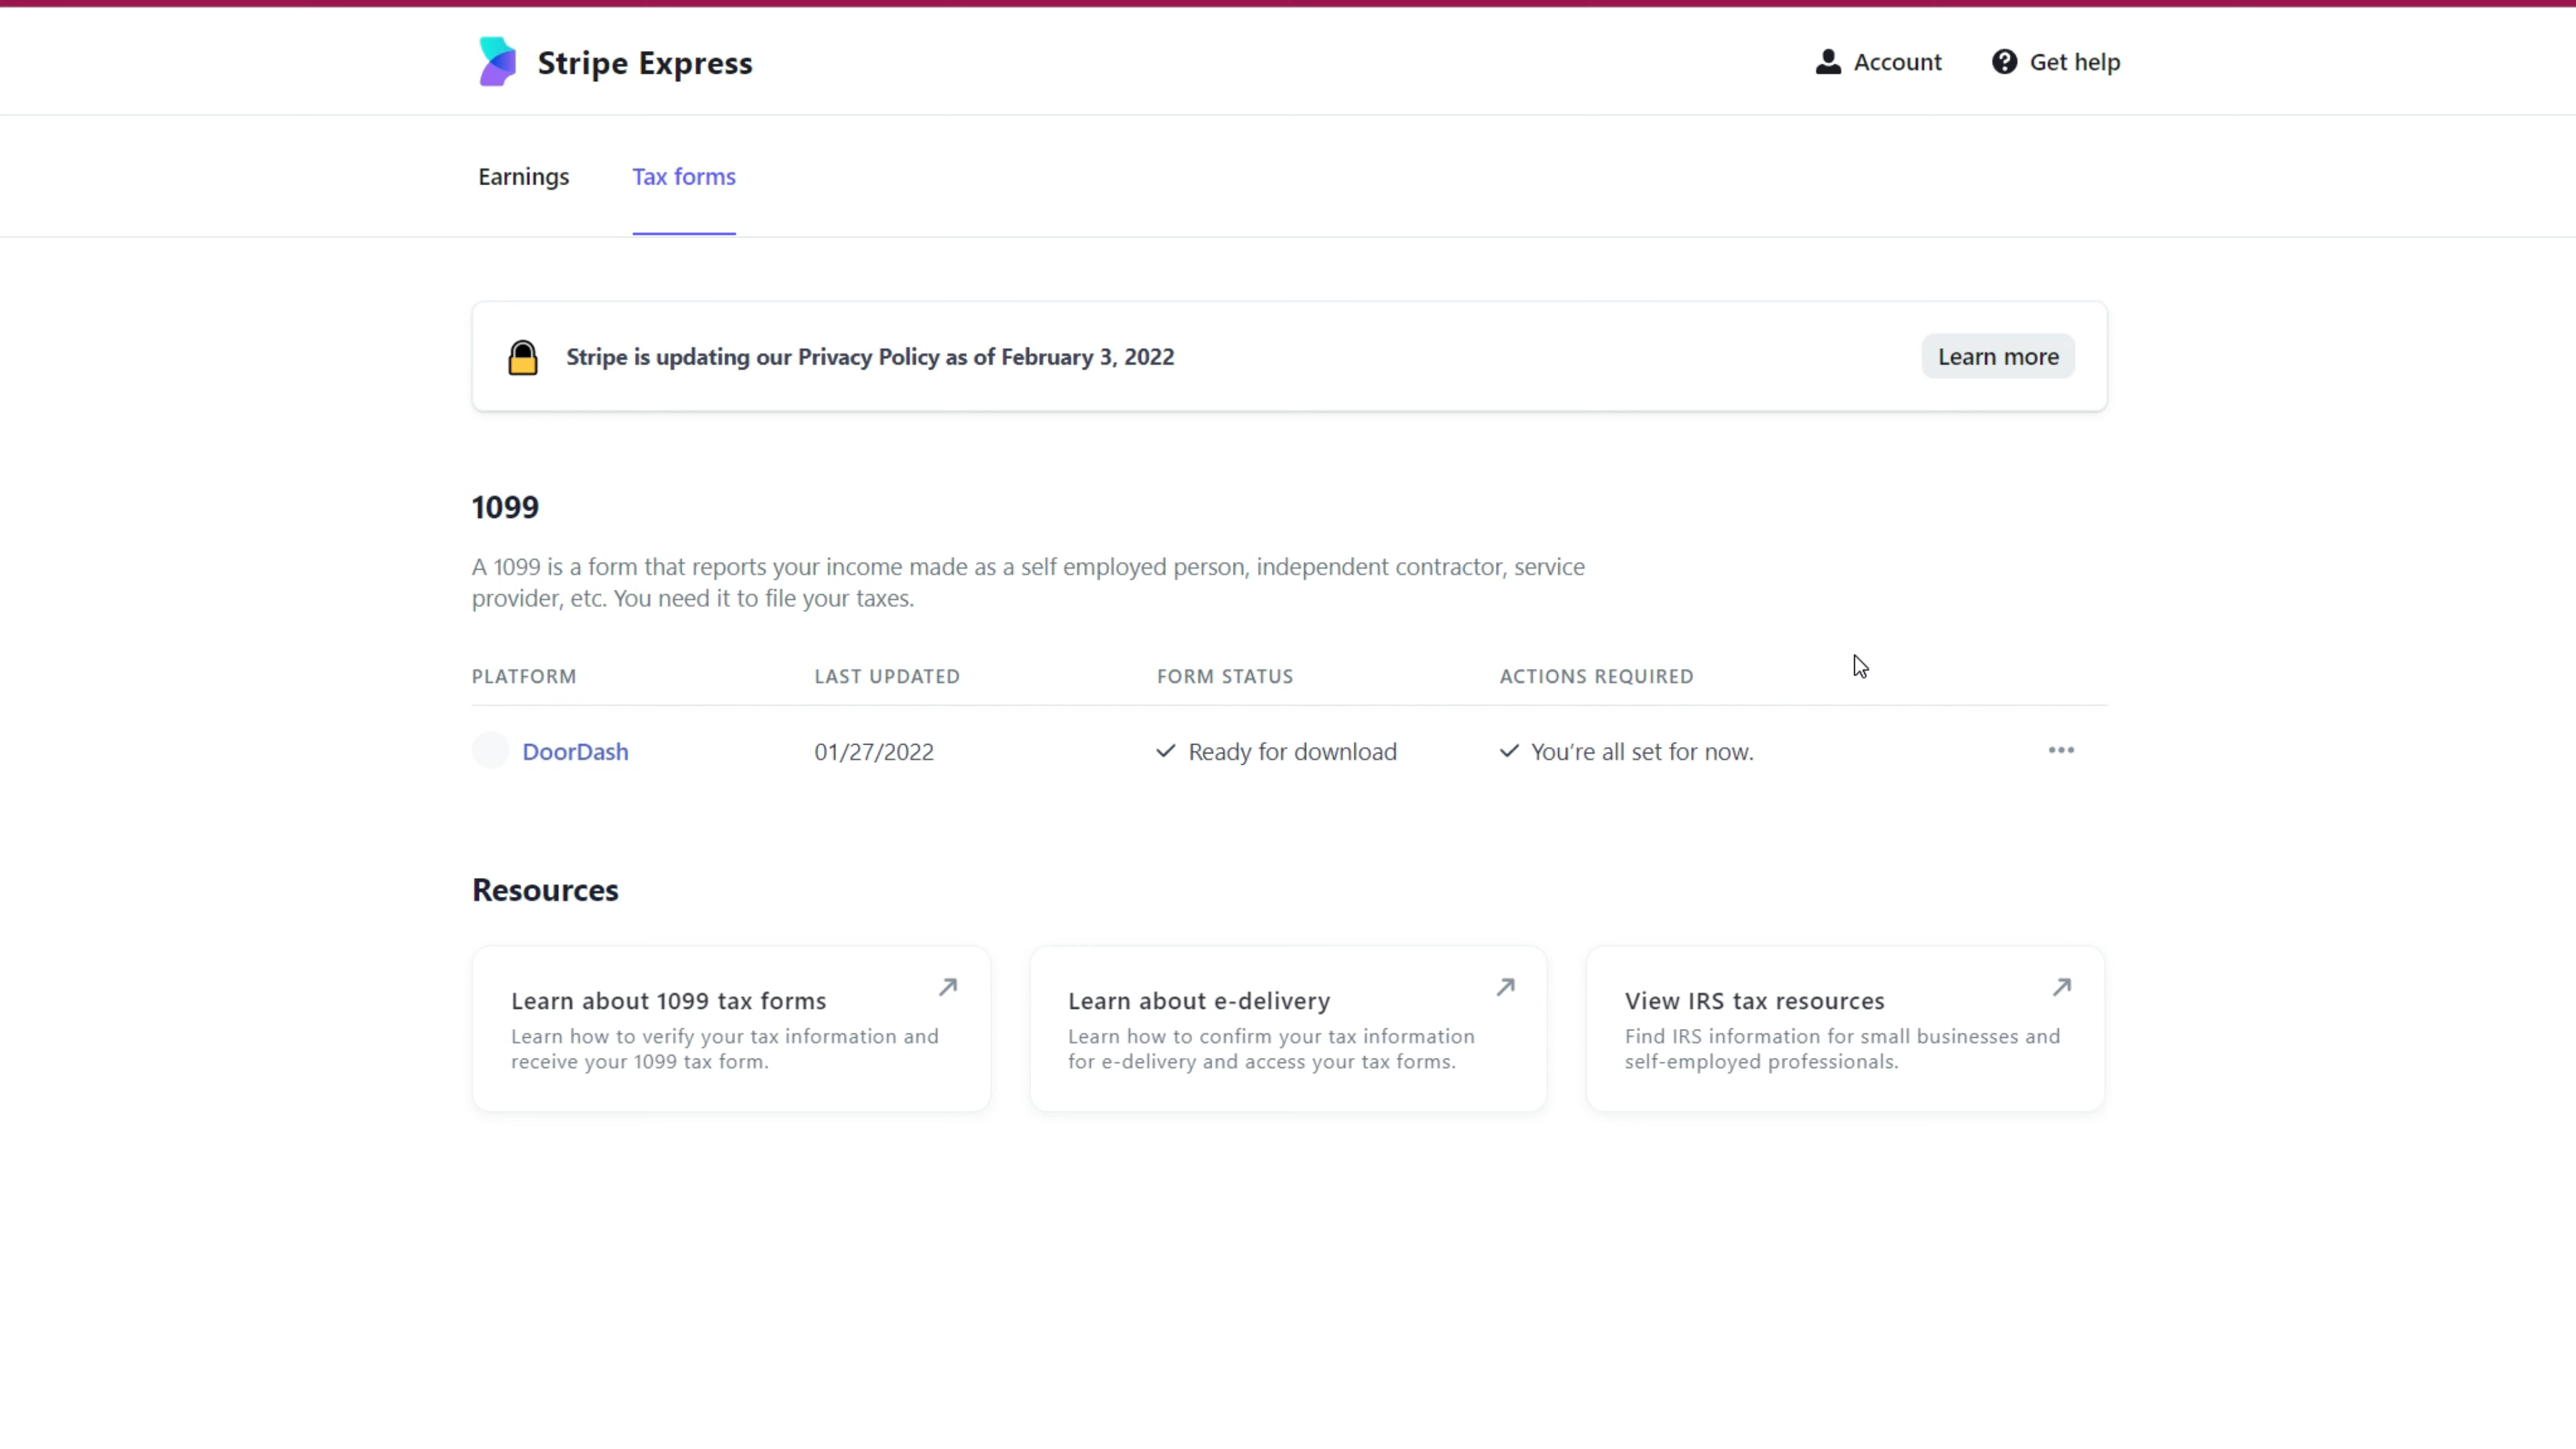 Stripe Express
Account
Get help
Earnings
Tax forms
Stripe is updating our Privacy Policy as of February 3, 2022
Learn more
1099
A 1099 is a form that reports your income made as a self employed person, independent contractor, service
provider, etc. You need it to file your taxes.
PLATFORM LAST UPDATED FORM STATUS ACTIONS REQUIRED
DoorDash 01/27/2022 Ready for download You're all set for now.
Resources
Learn about 1099 tax forms
Learn how to verify your tax information and
receive your 1099 tax form.
Learn about e-delivery
Learn how to confirm your tax information
for e-delivery and access your tax forms.
View IRS tax resources
Find IRS information for small businesses and
self-employed professionals.